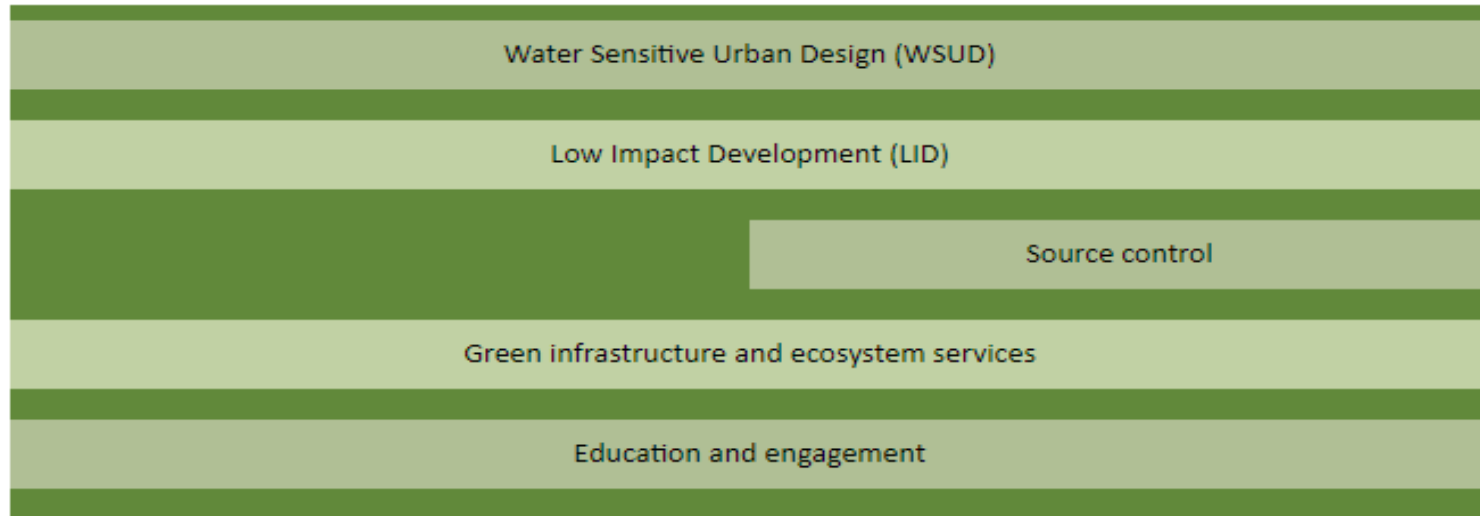 Water Sensitive Urban Design (WSUD)
Low Impact Development (LID)
Source control
Green infrastructure and ecosystem services
Education and engagement